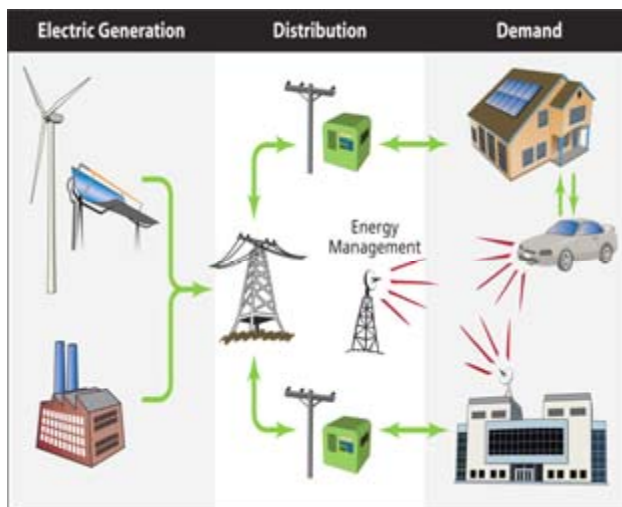 Electric Generation
Distribution
Demand
Energy
Management